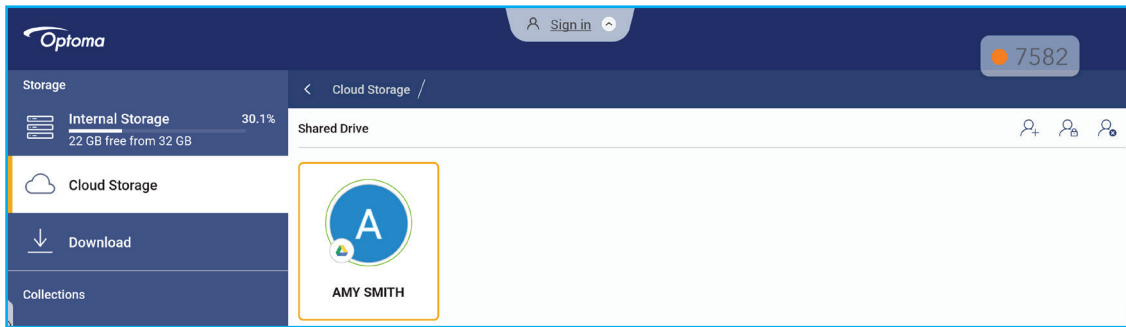 Optoma
Sign in
7582
Storage
Cloud Storage /
Internal Storage 30.1%
22 GB free from 32 GB
Shared Drive
Cloud Storage
A
Download
AMY SMITH
Collections